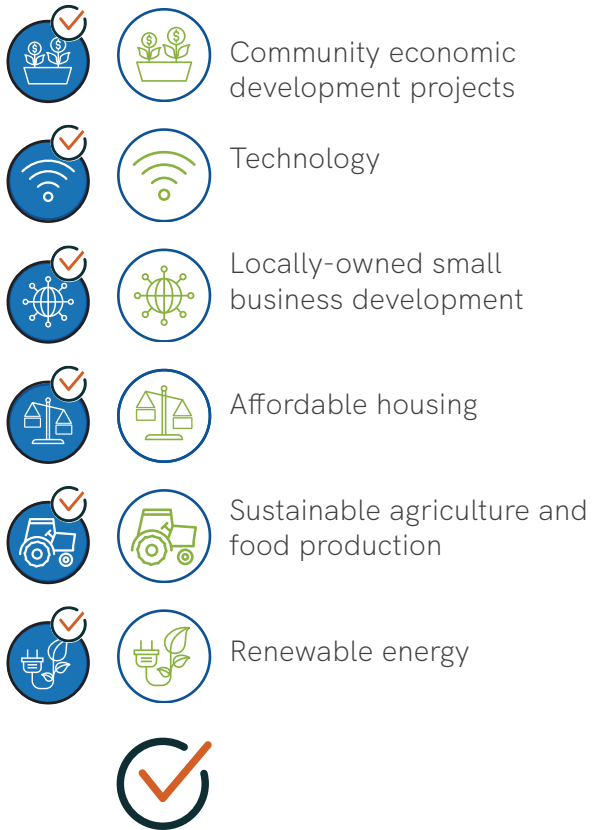 Community economic
development projects
Technology
Locally-owned small
business development
Affordable housing
Sustainable agriculture and
food production
Renewable energy